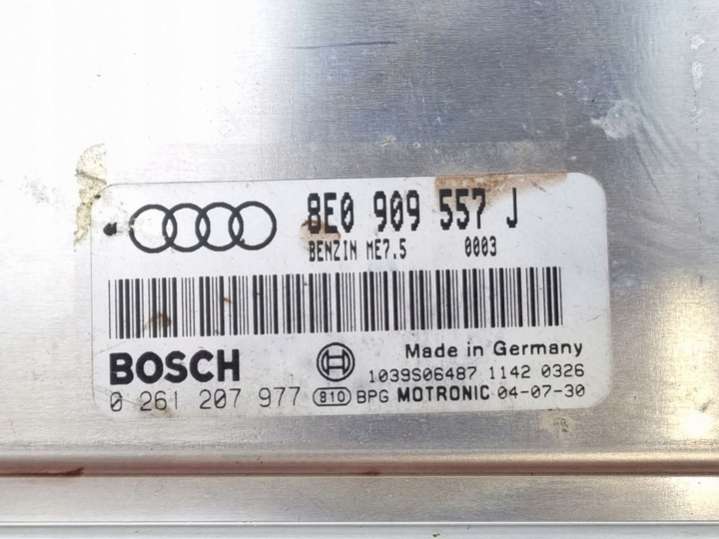 8E0 909 557 J
BENZIN ME7.5 0003
BOSCH
Made in Germany
1039S06487 1142 0326
0 261 207 977 810 BPG MOTRONIC 04-07-30